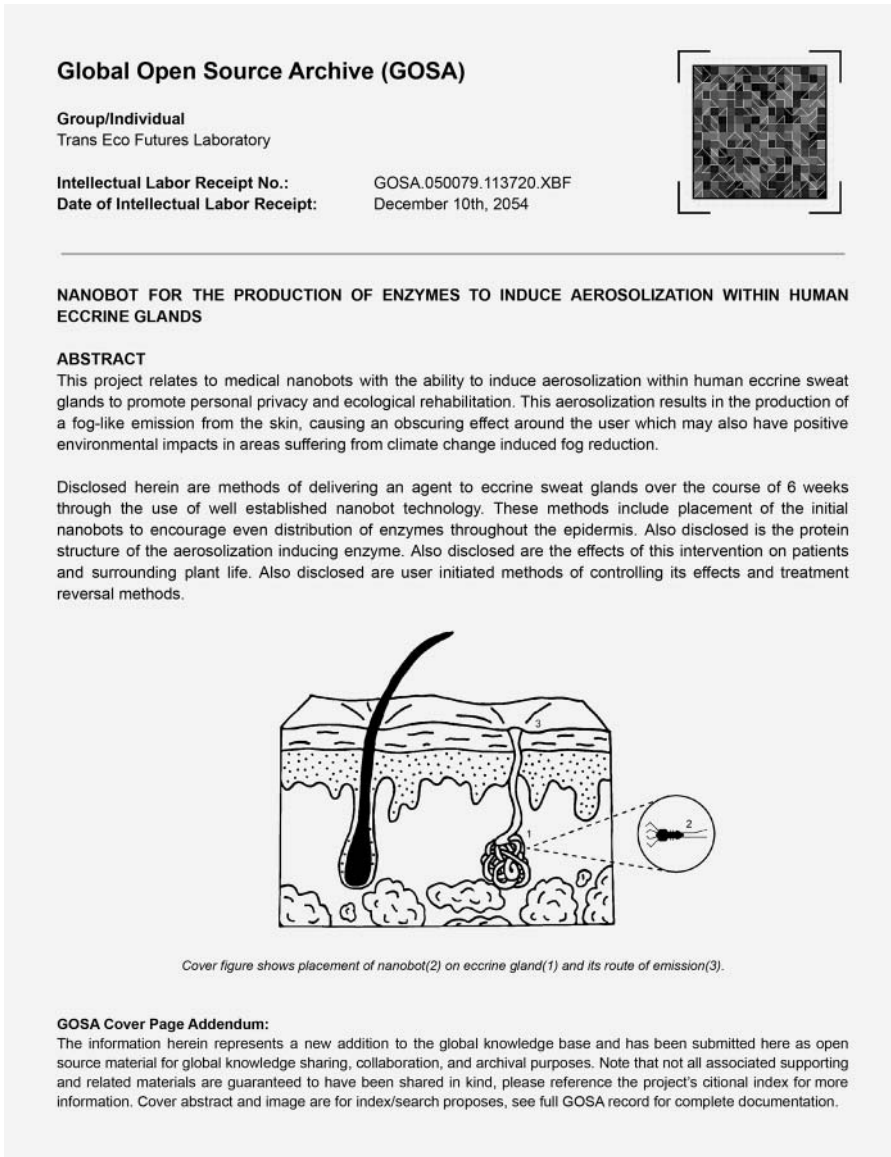 Global Open Source Archive (GOSA)
Group/Individual
Trans Eco Futures Laboratory
Intellectual Labor Receipt No.: GOSA.050079.113720.XBF
Date of Intellectual Labor Receipt: December 10th, 2054
NANOBOT FOR THE PRODUCTION OF ENZYMES TO INDUCE AEROSOLIZATION WITHIN HUMAN
ECCRINE GLANDS
ABSTRACT
This project relates to medical nanobots with the ability to induce aerosolization within human eccrine sweat
glands to promote personal privacy and ecological rehabilitation. This aerosolization results in the production of
a fog-like emission from the skin, causing an obscuring effect around the user which may also have positive
environmental impacts in areas suffering from climate change induced fog reduction.
Disclosed herein are methods of delivering an agent to eccrine sweat glands over the course of 6 weeks
through the use of well established nanobot technology. These methods include placement of the initial
nanobots to encourage even distribution of enzymes throughout the epidermis. Also disclosed is the protein
structure of the aerosolization inducing enzyme. Also disclosed are the effects of this intervention on patients
and surrounding plant life. Also disclosed are user initiated methods of controlling its effects and treatment
reversal methods.
3
2
1
Cover figure shows placement of nanobot(2) on eccrine gland(1) and its route of emission(3).
GOSA Cover Page Addendum:
The information herein represents a new addition to the global knowledge base and has been submitted here as open
source material for global knowledge sharing, collaboration, and archival purposes. Note that not all associated supporting
and related materials are guaranteed to have been shared in kind, please reference the project's citional index for more
information. Cover abstract and image are for index/search proposes, see full GOSA record for complete documentation.